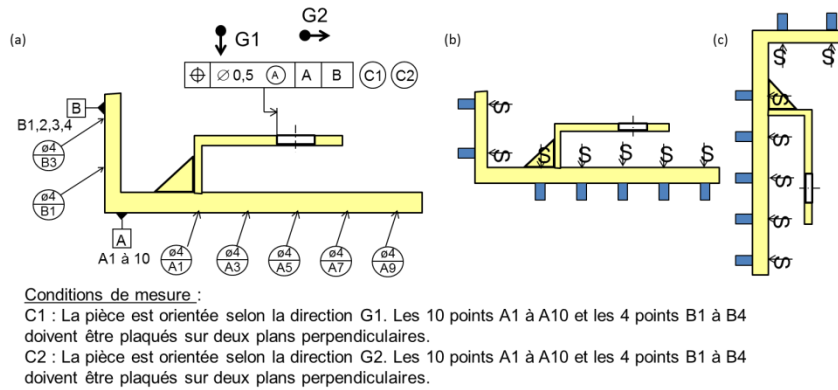 (a)
G1
G2
(b)
(c)
⌖ ⌀ 0,5 Ⓐ A B C1 C2
B
B1,2,3,4
ø4
B3
ø4
B1
A
A1 à 10
ø4
A1
ø4
A3
ø4
A5
ø4
A7
ø4
A9
S S
S S S S S
S S
S S S S S
Conditions de mesure :
C1 : La pièce est orientée selon la direction G1. Les 10 points A1 à A10 et les 4 points B1 à B4
doivent être plaqués sur deux plans perpendiculaires.
C2 : La pièce est orientée selon la direction G2. Les 10 points A1 à A10 et les 4 points B1 à B4
doivent être plaqués sur deux plans perpendiculaires.